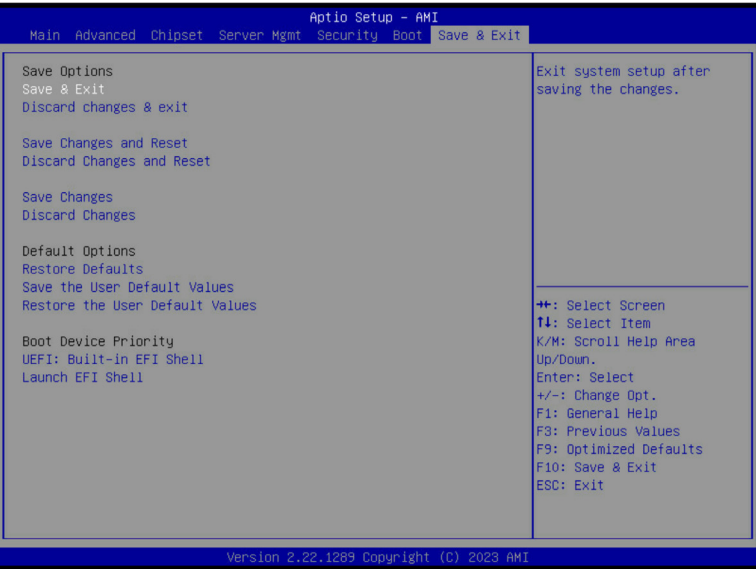 Aptio Setup – AMI
Main Advanced Chipset Server Mgmt Security Boot Save & Exit
Save Options
Save & Exit
Discard changes & exit
Save Changes and Reset
Discard Changes and Reset
Save Changes
Discard Changes
Default Options
Restore Defaults
Save the User Default Values
Restore the User Default Values
Boot Device Priority
UEFI: Built-in EFI Shell
Launch EFI Shell
Exit system setup after
saving the changes.
→←: Select Screen
↑↓: Select Item
K/M: Scroll Help Area
Up/Down.
Enter: Select
+/-: Change Opt.
F1: General Help
F3: Previous Values
F9: Optimized Defaults
F10: Save & Exit
ESC: Exit
Version 2.22.1289 Copyright (C) 2023 AMI